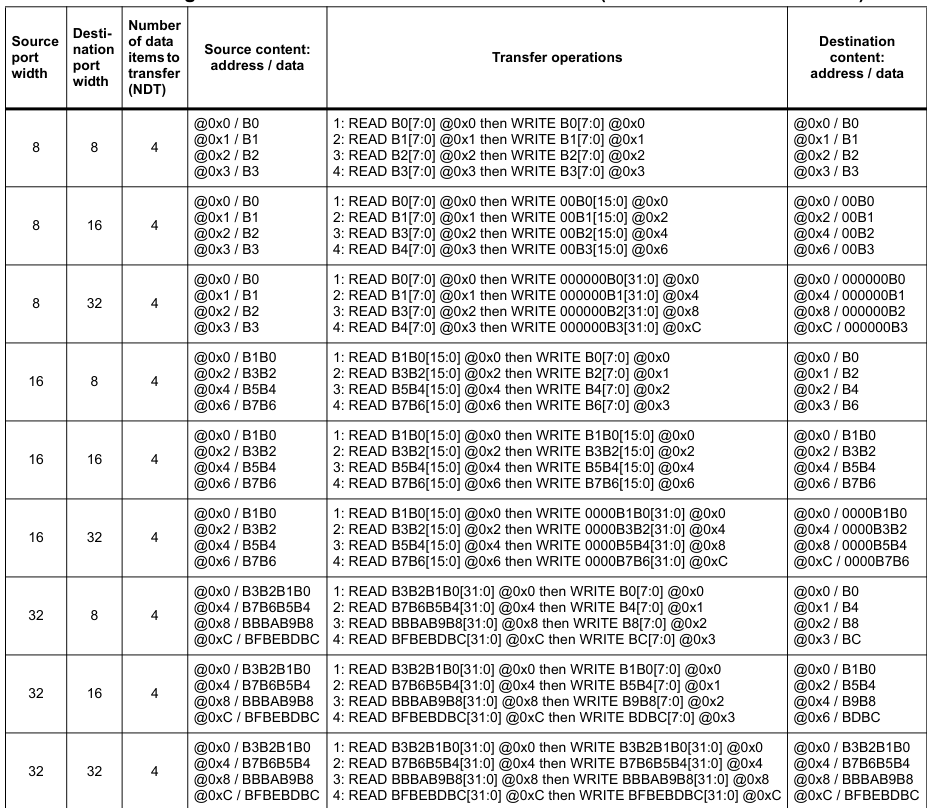 Source port width | Desti-nation port width | Number of data items to transfer (NDT) | Source content: address / data | Transfer operations | Destination content: address / data
8 | 8 | 4
@0x0 / B0 | 1: READ B0[7:0] @0x0 then WRITE B0[7:0] @0x0 | @0x0 / B0
@0x1 / B1 | 2: READ B1[7:0] @0x1 then WRITE B1[7:0] @0x1 | @0x1 / B1
@0x2 / B2 | 3: READ B2[7:0] @0x2 then WRITE B2[7:0] @0x2 | @0x2 / B2
@0x3 / B3 | 4: READ B3[7:0] @0x3 then WRITE B3[7:0] @0x3 | @0x3 / B3
8 | 16 | 4
@0x0 / B0 | 1: READ B0[7:0] @0x0 then WRITE 00B0[15:0] @0x0 | @0x0 / 00B0
@0x1 / B1 | 2: READ B1[7:0] @0x1 then WRITE 00B1[15:0] @0x2 | @0x2 / 00B1
@0x2 / B2 | 3: READ B3[7:0] @0x2 then WRITE 00B2[15:0] @0x4 | @0x4 / 00B2
@0x3 / B3 | 4: READ B4[7:0] @0x3 then WRITE 00B3[15:0] @0x6 | @0x6 / 00B3
8 | 32 | 4
@0x0 / B0 | 1: READ B0[7:0] @0x0 then WRITE 000000B0[31:0] @0x0 | @0x0 / 000000B0
@0x1 / B1 | 2: READ B1[7:0] @0x1 then WRITE 000000B1[31:0] @0x4 | @0x4 / 000000B1
@0x2 / B2 | 3: READ B3[7:0] @0x2 then WRITE 000000B2[31:0] @0x8 | @0x8 / 000000B2
@0x3 / B3 | 4: READ B4[7:0] @0x3 then WRITE 000000B3[31:0] @0xC | @0xC / 000000B3
16 | 8 | 4
@0x0 / B1B0 | 1: READ B1B0[15:0] @0x0 then WRITE B0[7:0] @0x0 | @0x0 / B0
@0x2 / B3B2 | 2: READ B3B2[15:0] @0x2 then WRITE B2[7:0] @0x1 | @0x1 / B2
@0x4 / B5B4 | 3: READ B5B4[15:0] @0x4 then WRITE B4[7:0] @0x2 | @0x2 / B4
@0x6 / B7B6 | 4: READ B7B6[15:0] @0x6 then WRITE B6[7:0] @0x3 | @0x3 / B6
16 | 16 | 4
@0x0 / B1B0 | 1: READ B1B0[15:0] @0x0 then WRITE B1B0[15:0] @0x0 | @0x0 / B1B0
@0x2 / B3B2 | 2: READ B3B2[15:0] @0x2 then WRITE B3B2[15:0] @0x2 | @0x2 / B3B2
@0x4 / B5B4 | 3: READ B5B4[15:0] @0x4 then WRITE B5B4[15:0] @0x4 | @0x4 / B5B4
@0x6 / B7B6 | 4: READ B7B6[15:0] @0x6 then WRITE B7B6[15:0] @0x6 | @0x6 / B7B6
16 | 32 | 4
@0x0 / B1B0 | 1: READ B1B0[15:0] @0x0 then WRITE 0000B1B0[31:0] @0x0 | @0x0 / 0000B1B0
@0x2 / B3B2 | 2: READ B3B2[15:0] @0x2 then WRITE 0000B3B2[31:0] @0x4 | @0x4 / 0000B3B2
@0x4 / B5B4 | 3: READ B5B4[15:0] @0x4 then WRITE 0000B5B4[31:0] @0x8 | @0x8 / 0000B5B4
@0x6 / B7B6 | 4: READ B7B6[15:0] @0x6 then WRITE 0000B7B6[31:0] @0xC | @0xC / 0000B7B6
32 | 8 | 4
@0x0 / B3B2B1B0 | 1: READ B3B2B1B0[31:0] @0x0 then WRITE B0[7:0] @0x0 | @0x0 / B0
@0x4 / B7B6B5B4 | 2: READ B7B6B5B4[31:0] @0x4 then WRITE B4[7:0] @0x1 | @0x1 / B4
@0x8 / BBBAB9B8 | 3: READ BBBAB9B8[31:0] @0x8 then WRITE B8[7:0] @0x2 | @0x2 / B8
@0xC / BFBEBDBC | 4: READ BFBEBDBC[31:0] @0xC then WRITE BC[7:0] @0x3 | @0x3 / BC
32 | 16 | 4
@0x0 / B3B2B1B0 | 1: READ B3B2B1B0[31:0] @0x0 then WRITE B1B0[7:0] @0x0 | @0x0 / B1B0
@0x4 / B7B6B5B4 | 2: READ B7B6B5B4[31:0] @0x4 then WRITE B5B4[7:0] @0x1 | @0x2 / B5B4
@0x8 / BBBAB9B8 | 3: READ BBBAB9B8[31:0] @0x8 then WRITE B9B8[7:0] @0x2 | @0x4 / B9B8
@0xC / BFBEBDBC | 4: READ BFBEBDBC[31:0] @0xC then WRITE BDBC[7:0] @0x3 | @0x6 / BDBC
32 | 32 | 4
@0x0 / B3B2B1B0 | 1: READ B3B2B1B0[31:0] @0x0 then WRITE B3B2B1B0[31:0] @0x0 | @0x0 / B3B2B1B0
@0x4 / B7B6B5B4 | 2: READ B7B6B5B4[31:0] @0x4 then WRITE B7B6B5B4[31:0] @0x4 | @0x4 / B7B6B5B4
@0x8 / BBBAB9B8 | 3: READ BBBAB9B8[31:0] @0x8 then WRITE BBBAB9B8[31:0] @0x8 | @0x8 / BBBAB9B8
@0xC / BFBEBDBC | 4: READ BFBEBDBC[31:0] @0xC then WRITE BFBEBDBC[31:0] @0xC | @0xC / BFBEBDBC